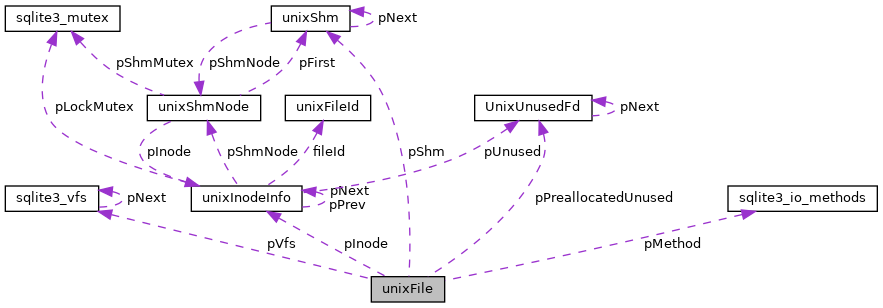 sqlite3_mutex
unixShm
pNext
pShmMutex
pShmNode
pFirst
pLockMutex
unixShmNode
unixFileId
UnixUnusedFd
pNext
pInode
pShmNode
fileId
pShm
pUnused
sqlite3_vfs
pNext
unixInodeInfo
pNext
pPrev
pPreallocatedUnused
sqlite3_io_methods
pVfs
pInode
pMethod
unixFile